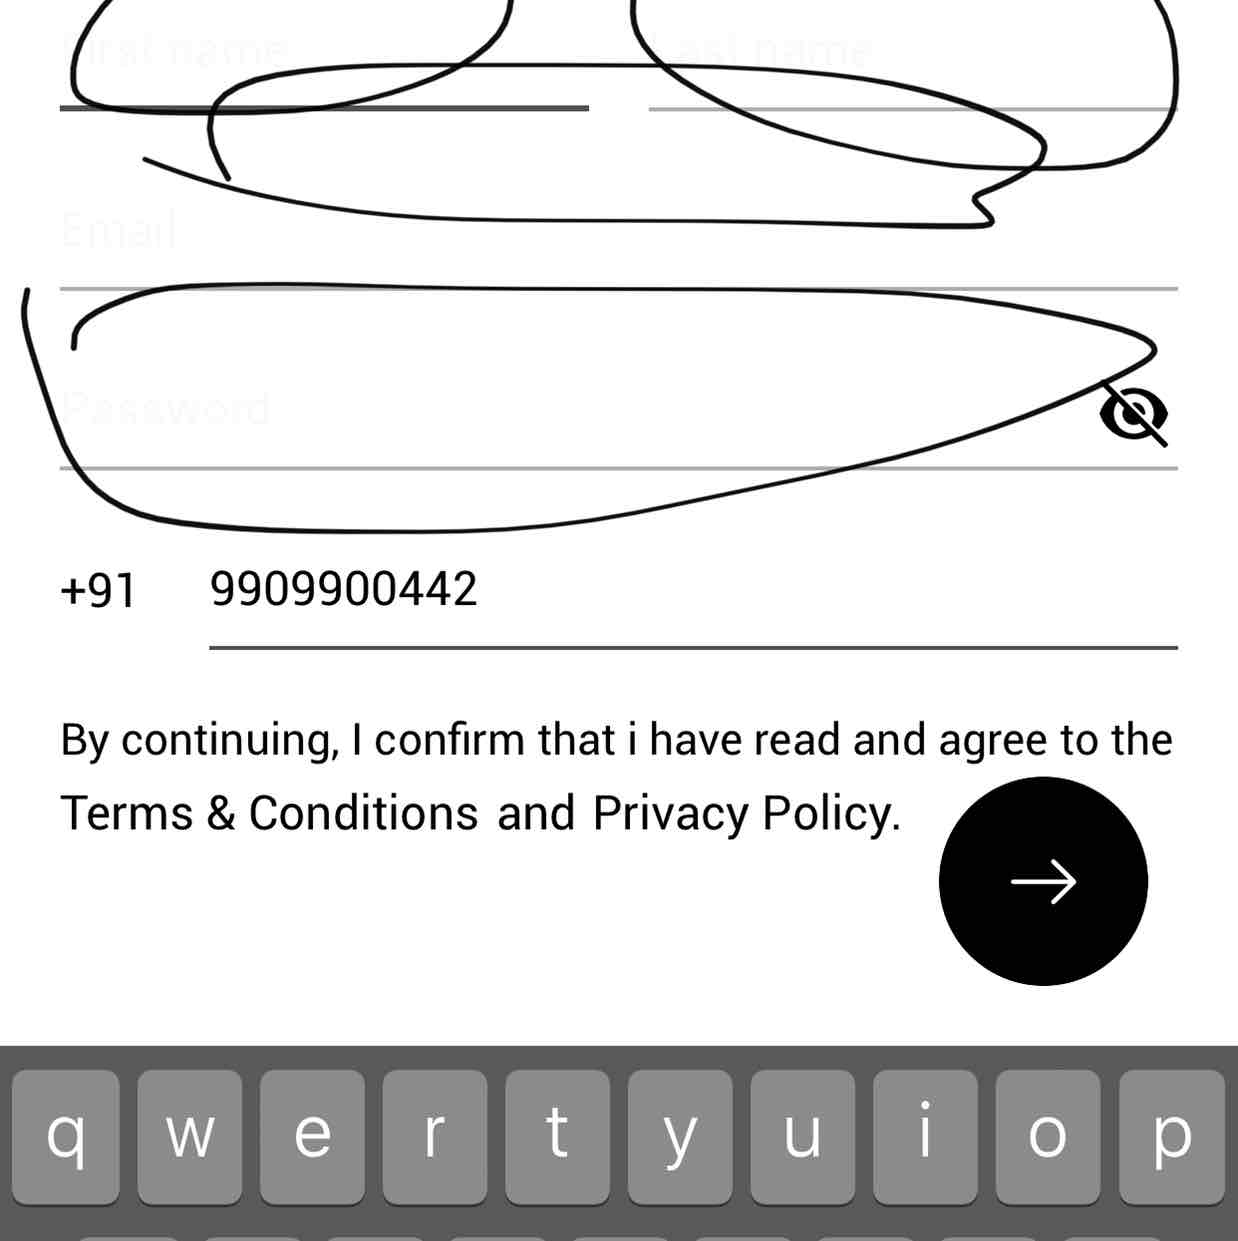 First name Last name
Email
Password
+91 9909900442
By continuing, I confirm that i have read and agree to the
Terms & Conditions and Privacy Policy.
q w e r t y u i o p